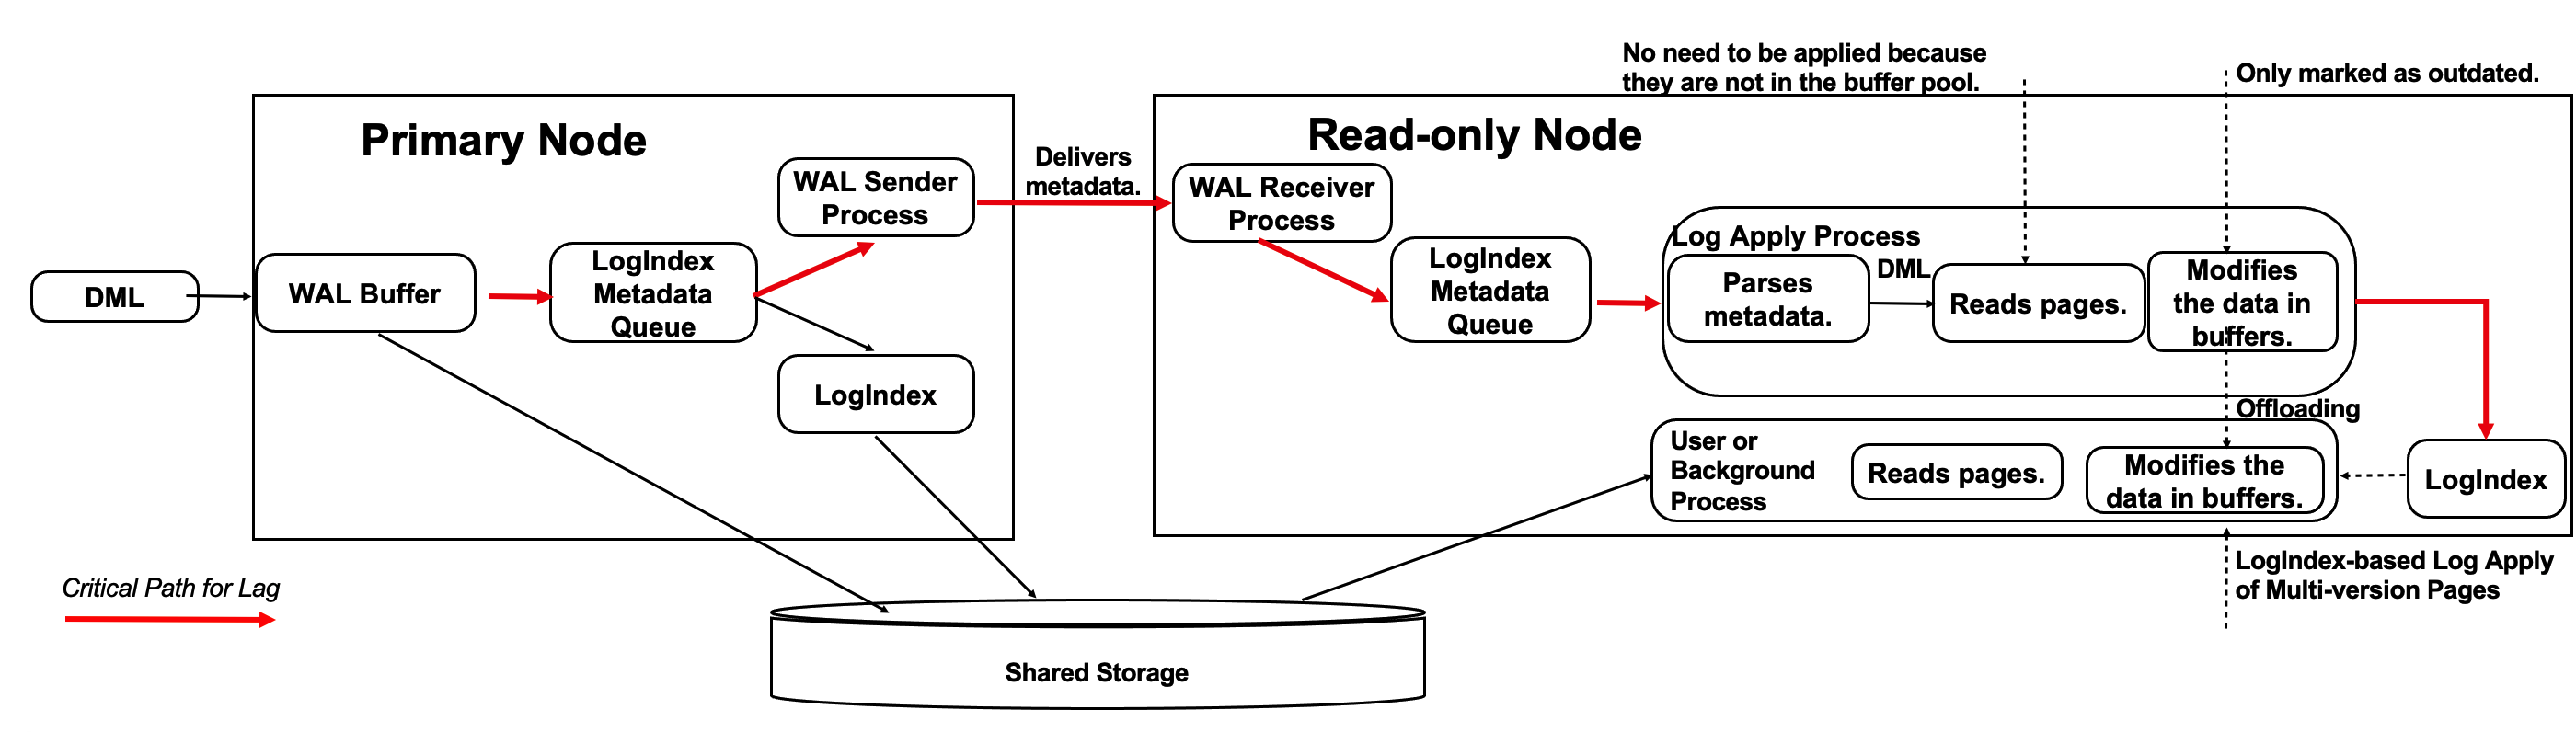 No need to be applied because
they are not in the buffer pool.
Only marked as outdated.
Primary Node
Read-only Node
Delivers
metadata.
WAL Sender
Process
WAL Receiver
Process
DML
WAL Buffer
LogIndex
Metadata
Queue
LogIndex
LogIndex
Metadata
Queue
Log Apply Process
Parses
metadata.
DML
Reads pages.
Modifies
the data in
buffers.
Offloading
User or
Background
Process
Reads pages.
Modifies the
data in buffers.
LogIndex
LogIndex-based Log Apply
of Multi-version Pages
Critical Path for Lag
Shared Storage